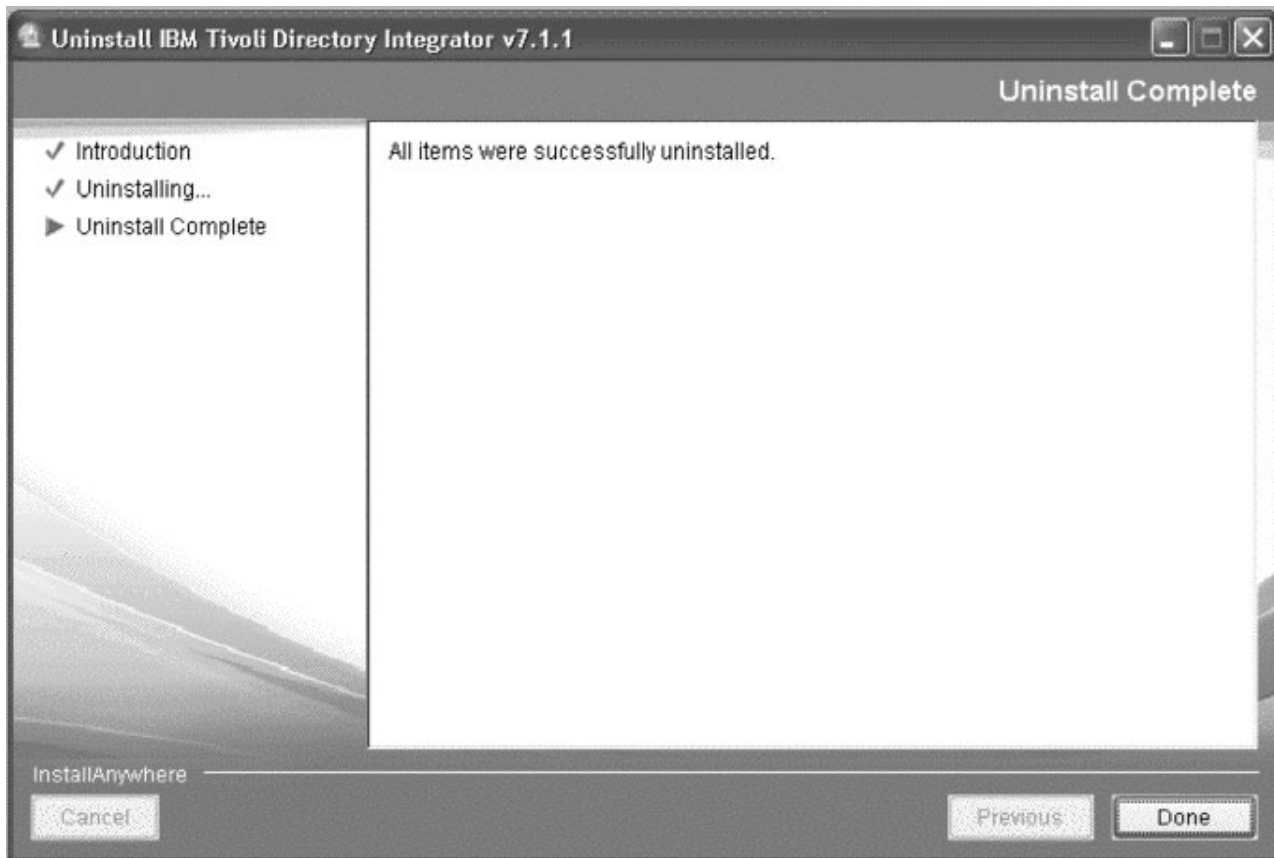 Uninstall IBM Tivoli Directory Integrator v7.1.1
Uninstall Complete
Introduction
Uninstalling...
Uninstall Complete
All items were successfully uninstalled.
InstallAnywhere
Cancel
Previous
Done